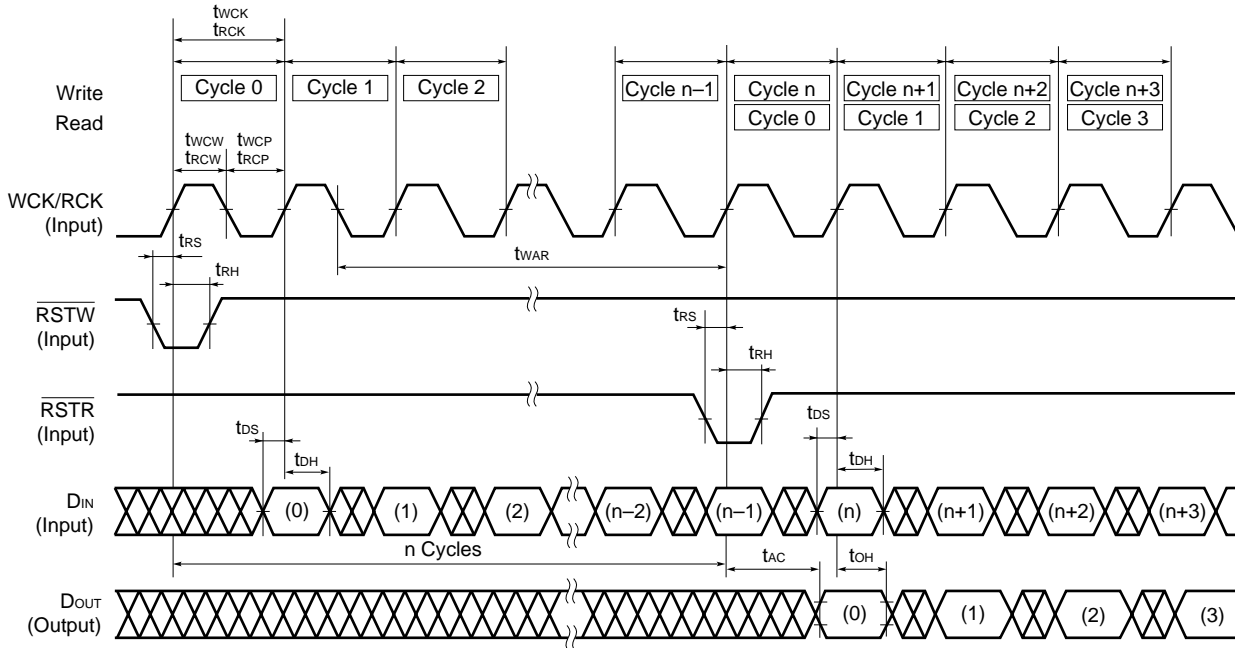 tWCK
tRCK
Write Cycle 0 Cycle 1 Cycle 2 Cycle n–1 Cycle n Cycle n+1 Cycle n+2 Cycle n+3
Read Cycle 0 Cycle 1 Cycle 2 Cycle 3
tWCW tWCP
tRCW tRCP
WCK/RCK
(Input)
tRS
tWAR
tRH
RSTW
(Input)
tRS
tRH
RSTR
(Input)
tDS tDS
tDH tDH
DIN
(Input)
(0) (1) (2) (n–2) (n–1) (n) (n+1) (n+2) (n+3)
n Cycles
tAC tOH
DOUT
(Output)
(0) (1) (2) (3)